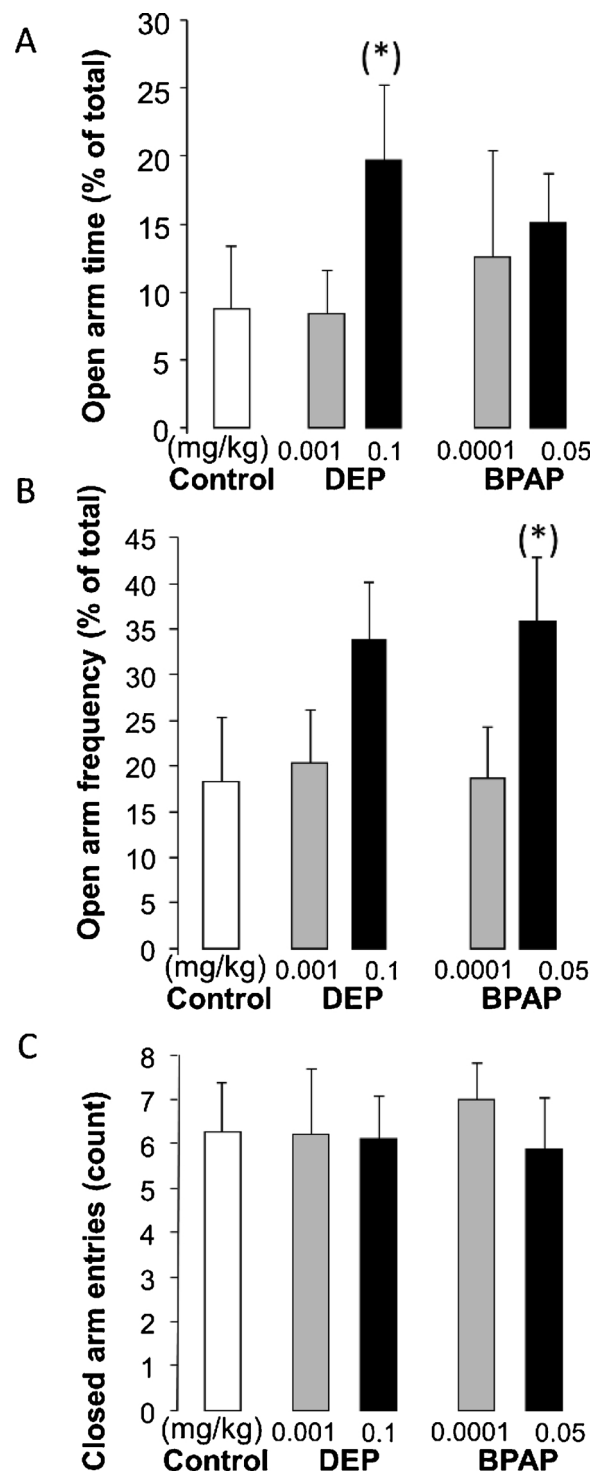 A
Open arm time (% of total)
30
25
20
15
10
5
0
(*)
(mg/kg) 0.001 0.1 0.0001 0.05
Control DEP BPAP
B
Open arm frequency (% of total)
45
40
35
30
25
20
15
10
5
0
(*)
(mg/kg) 0.001 0.1 0.0001 0.05
Control DEP BPAP
C
Closed arm entries (count)
8
7
6
5
4
3
2
1
0
(mg/kg) 0.001 0.1 0.0001 0.05
Control DEP BPAP